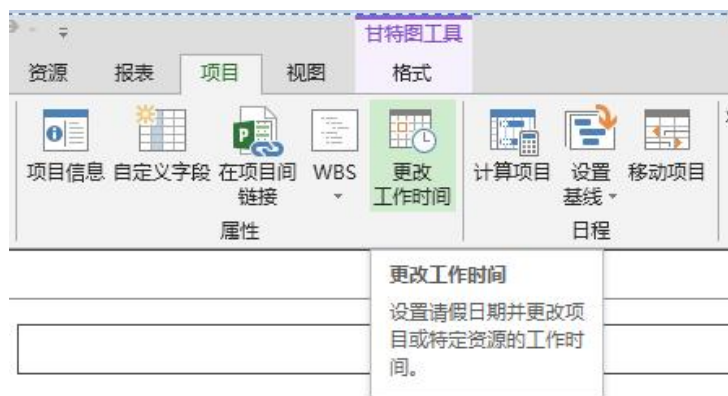 甘特图工具
资源 报表 项目 视图 格式
项目信息 自定义字段 在项目间
链接 WBS 更改
工作时间 计算项目 设置
基线 移动项目
属性 日程
更改工作时间
设置请假日期并更改项
目或特定资源的工作时
间。